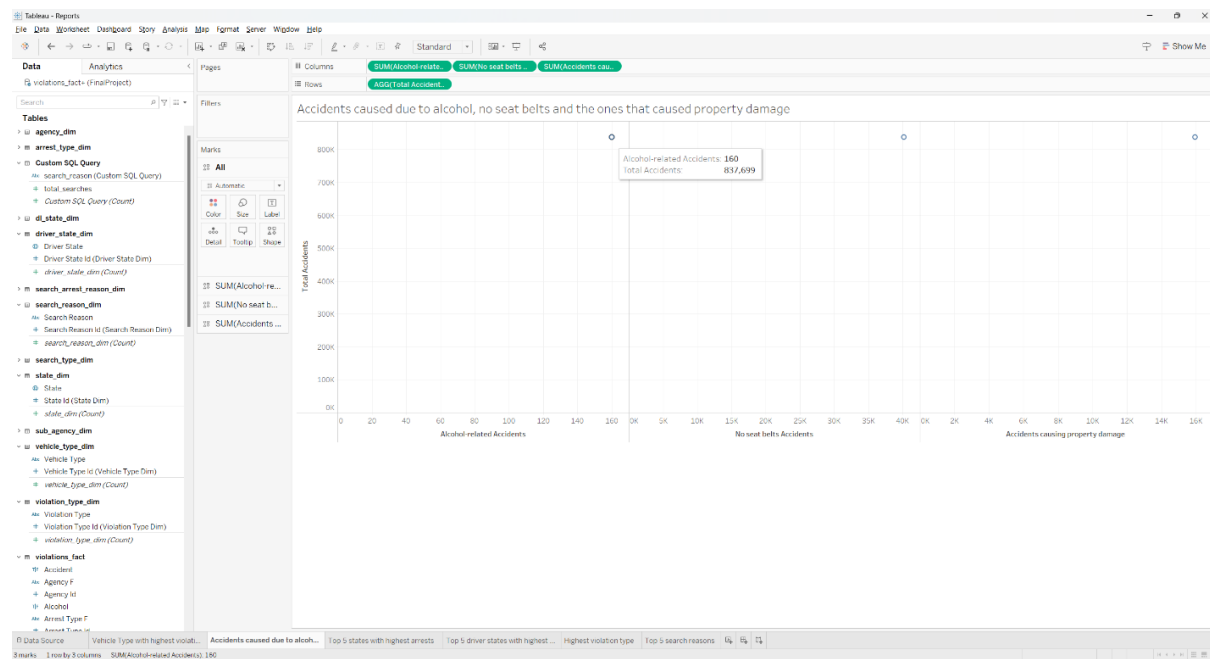 Tableau - Reports
File Data Worksheet Dashboard Story Analysis Map Format Server Window Help
Standard
Show Me
Data Analytics
violations_fact+ (FinalProject)
Search
Tables
agency_dim
arrest_type_dim
Custom SQL Query
Abc search_reason (Custom SQL Query)
total_searches
Custom SQL Query (Count)
dl_state_dim
driver_state_dim
Driver State
Driver State Id (Driver State Dim)
driver_state_dim (Count)
search_arrest_reason_dim
search_reason_dim
Abc Search Reason
Search Reason Id (Search Reason Dim)
search_reason_dim (Count)
search_type_dim
state_dim
State
State Id (State Dim)
state_dim (Count)
sub_agency_dim
vehicle_type_dim
Abc Vehicle Type
Vehicle Type Id (Vehicle Type Dim)
vehicle_type_dim (Count)
violation_type_dim
Abc Violation Type
Violation Type Id (Violation Type Dim)
violation_type_dim (Count)
violations_fact
Accident
Abc Agency F
Agency Id
Alcohol
Abc Arrest Type F
Arrest Type Id
Pages
Filters
Marks
All
Automatic
Color Size Label
Detail Tooltip Shape
SUM(Alcohol-re...
SUM(No seat b...
SUM(Accidents ...
Columns SUM(Alcohol-relate.. SUM(No seat belts .. SUM(Accidents cau..
Rows AGG(Total Accident..
Accidents caused due to alcohol, no seat belts and the ones that caused property damage
800K
700K
600K
500K
400K
300K
200K
100K
0K
Total Accidents
Alcohol-related Accidents: 160
Total Accidents: 837,699
0 20 40 60 80 100 120 140 160 0K 5K 10K 15K 20K 25K 30K 35K 40K 0K 2K 4K 6K 8K 10K 12K 14K 16K
Alcohol-related Accidents No seat belts Accidents Accidents causing property damage
Data Source Vehicle Type with highest violati... Accidents caused due to alcoh... Top 5 states with highest arrests Top 5 driver states with highest ... Highest violation type Top 5 search reasons
3 marks 1 row by 3 columns SUM(Alcohol-related Accidents): 160